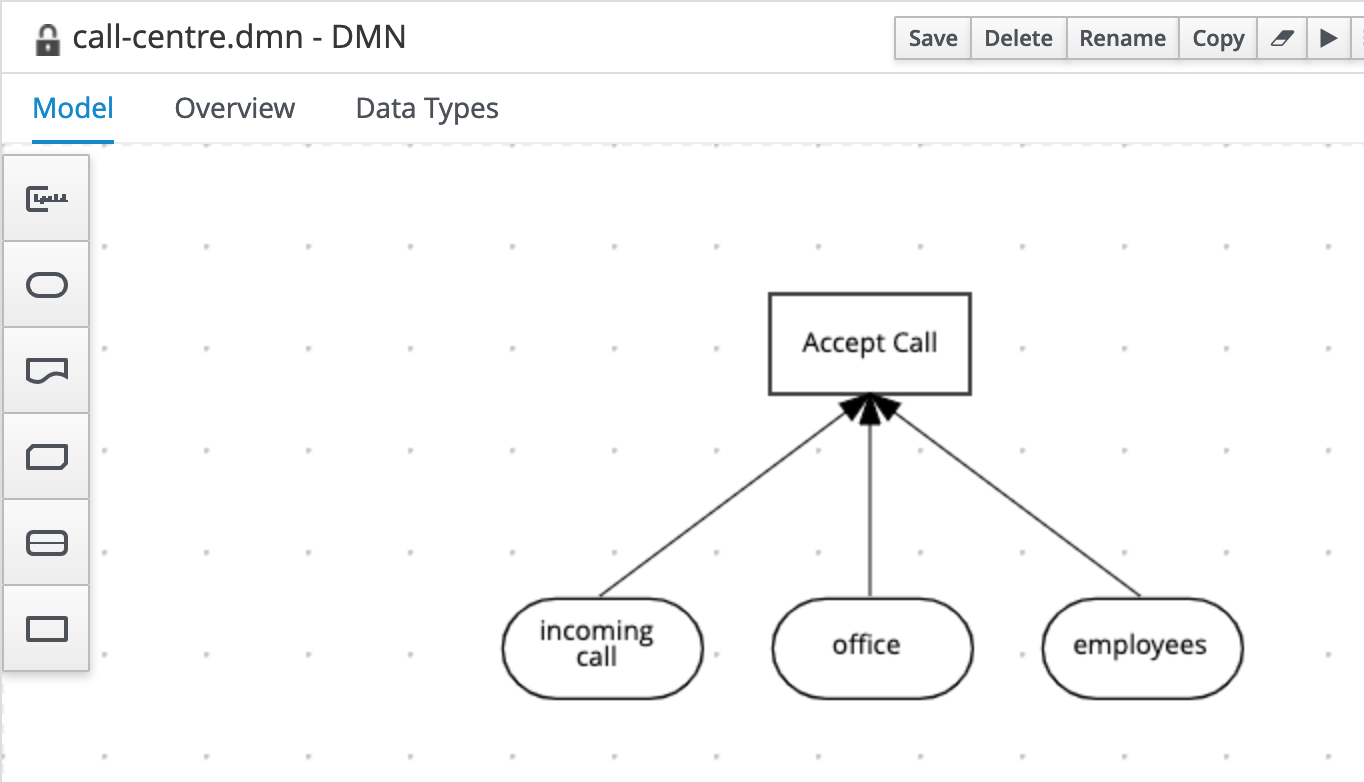 call-centre.dmn - DMN
Save Delete Rename Copy
Model Overview Data Types
Accept Call
incoming
call
office
employees